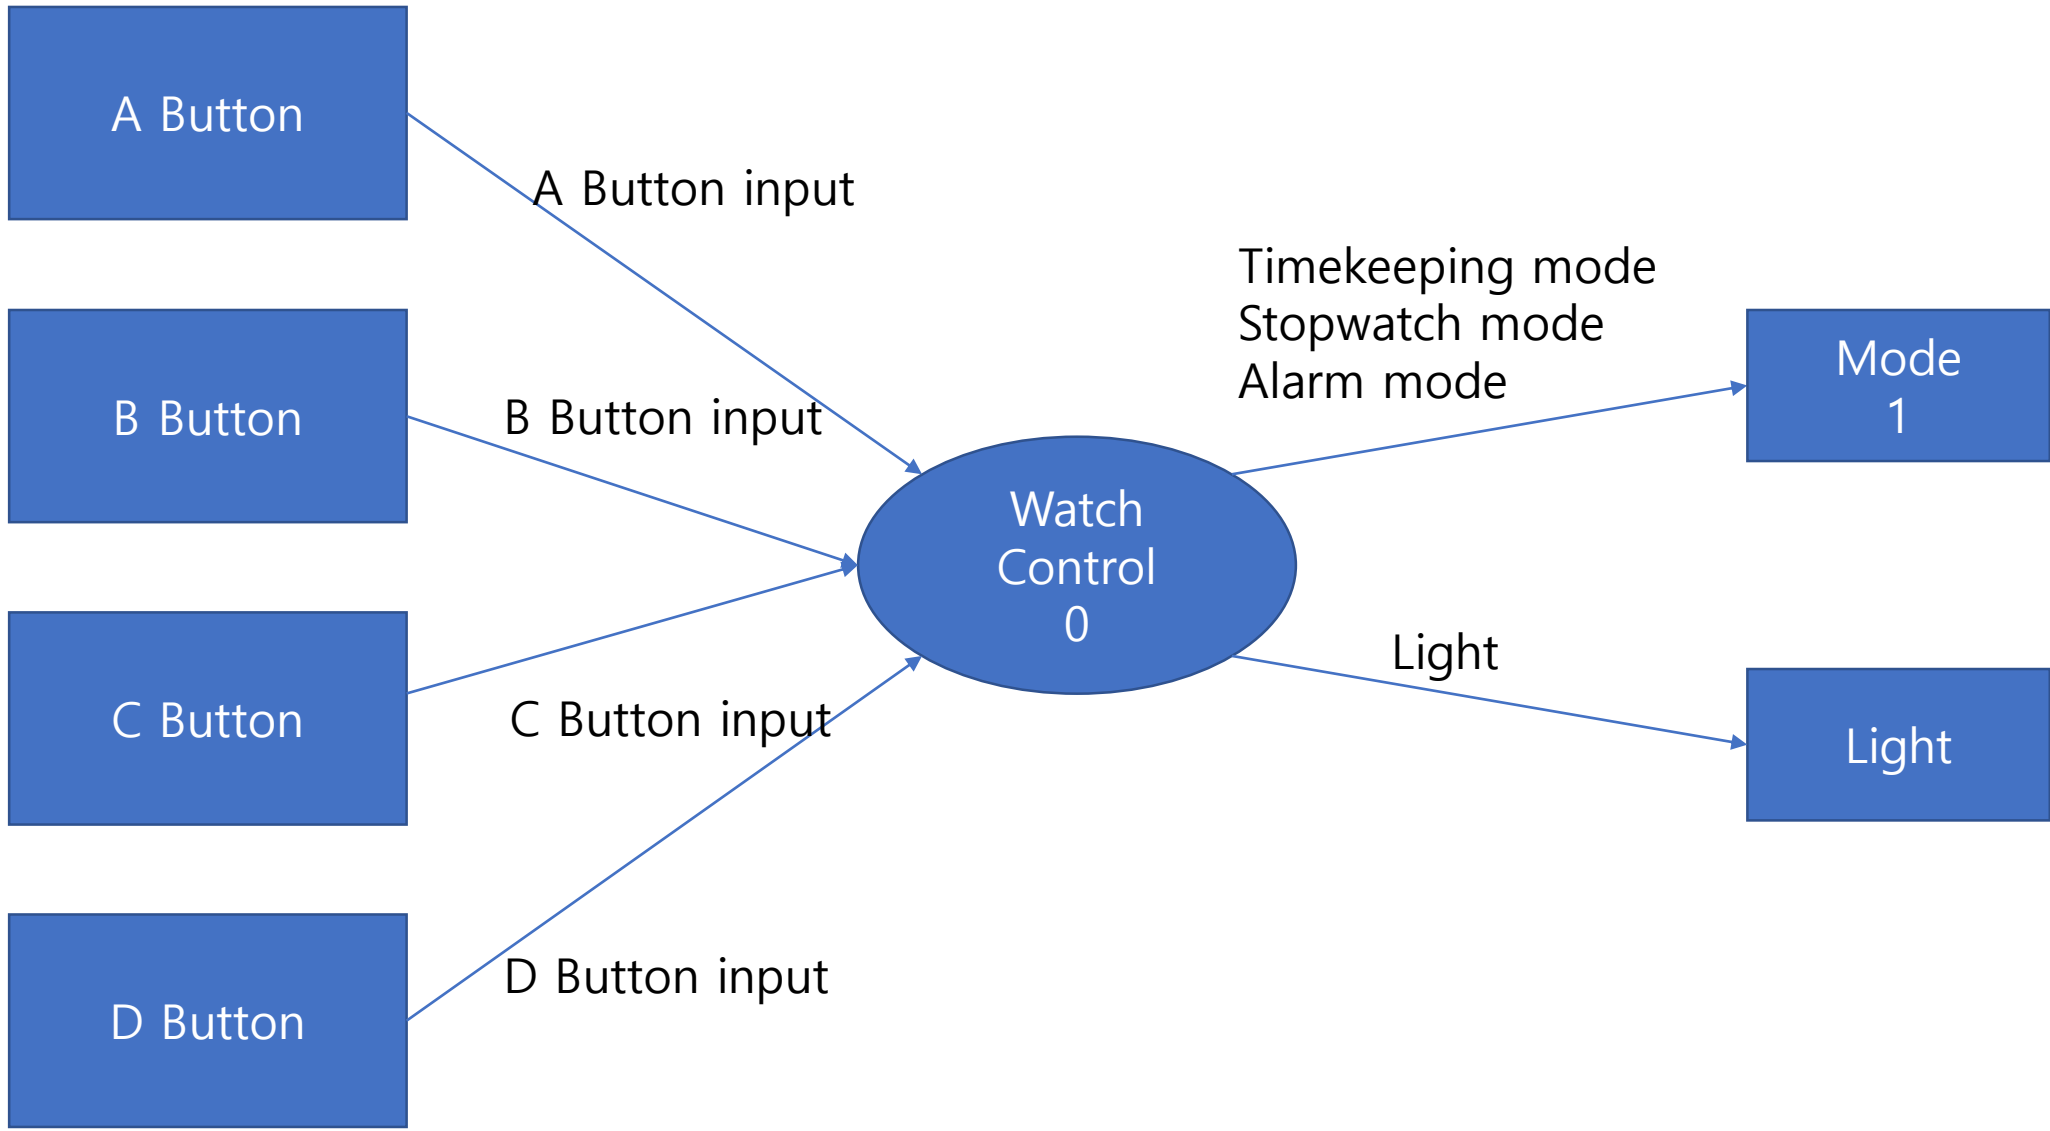 A Button
A Button input
B Button
B Button input
C Button
C Button input
D Button
D Button input
Watch
Control
0
Timekeeping mode
Stopwatch mode
Alarm mode
Mode
1
Light
Light